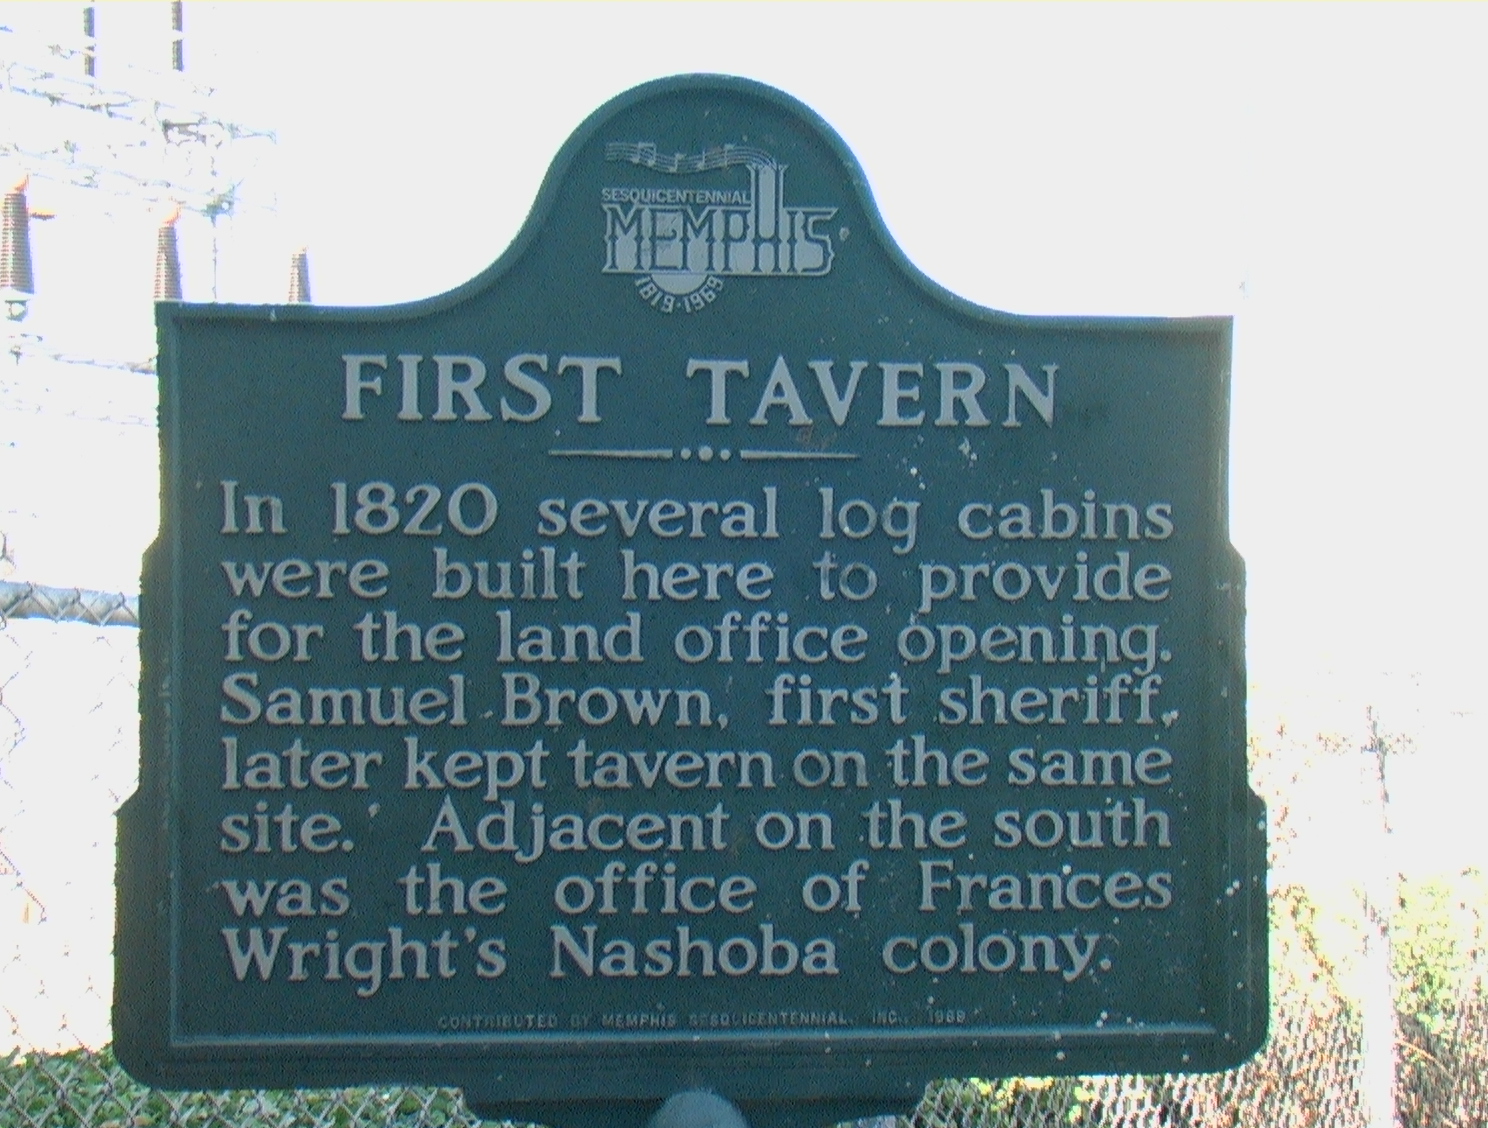 SESQUICENTENNIAL
MEMPHIS
1819-1969
FIRST TAVERN
In 1820 several log cabins
were built here to provide
for the land office opening.
Samuel Brown, first sheriff,
later kept tavern on the same
site. Adjacent on the south
was the office of Frances
Wright's Nashoba colony.
CONTRIBUTED BY MEMPHIS SESQUICENTENNIAL, INC.